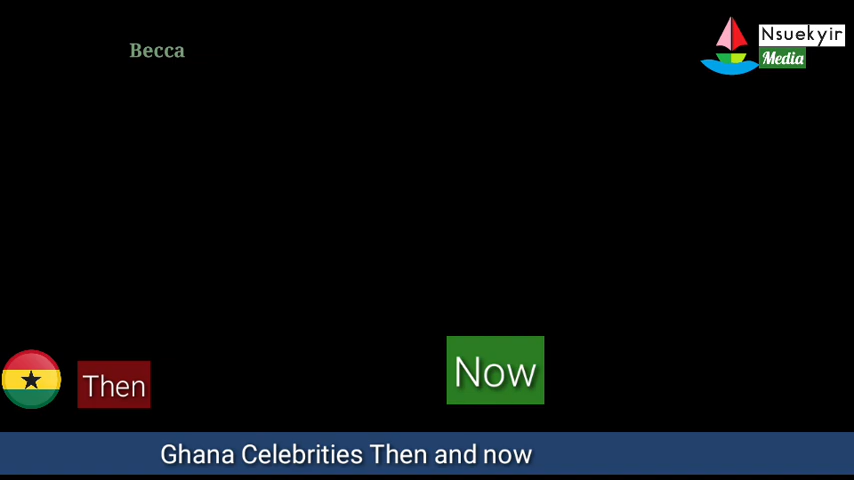 Becca
Nsuekyir
Media
Then
Now
Ghana Celebrities Then and now